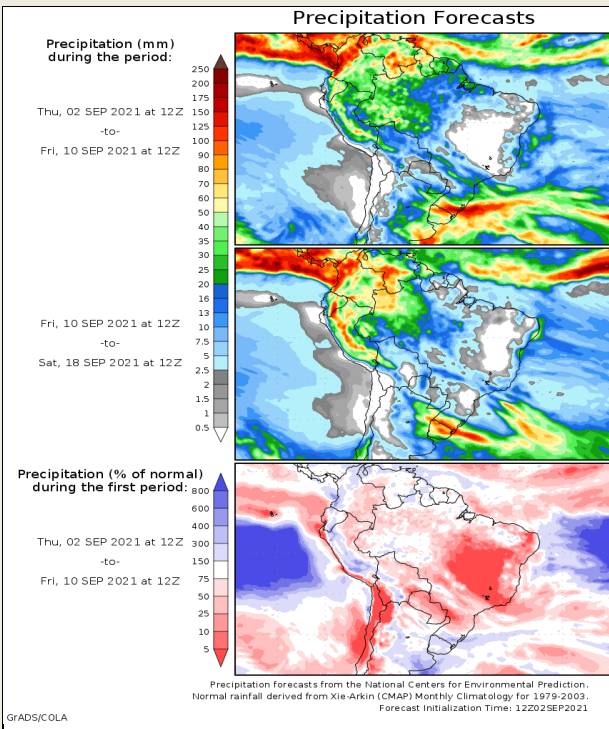 Precipitation Forecasts
Precipitation (mm)
during the period:
Thu, 02 SEP 2021 at 12Z
-to-
Fri, 10 SEP 2021 at 12Z
250
200
175
150
125
100
90
80
70
60
50
40
35
30
25
20
16
13
10
7.5
5
2.5
2
1.5
1
0.5
Fri, 10 SEP 2021 at 12Z
-to-
Sat, 18 SEP 2021 at 12Z
Precipitation (% of normal)
during the first period:
Thu, 02 SEP 2021 at 12Z
-to-
Fri, 10 SEP 2021 at 12Z
800
600
400
300
150
75
50
25
10
5
Precipitation forecasts from the National Centers for Environmental Prediction.
Normal rainfall derived from Xie-Arkin (CMAP) Monthly Climatology for 1979-2003.
Forecast Initialization Time: 12Z02SEP2021
GrADS/COLA